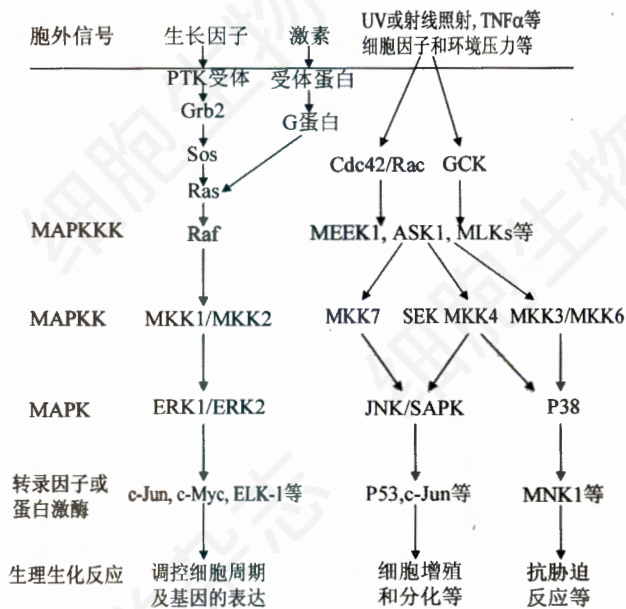 胞外信号 生长因子 激素 UV或射线照射, TNFα等
细胞因子和环境压力等
PTK受体 受体蛋白
Grb2 G蛋白
Sos
Cdc42/Rac GCK
Ras
MAPKKK Raf MEEK1, ASK1, MLKs等
MAPKK MKK1/MKK2 MKK7 SEK MKK4 MKK3/MKK6
MAPK ERK1/ERK2 JNK/SAPK P38
转录因子或
蛋白激酶 c-Jun, c-Myc, ELK-1等 P53,c-Jun等 MNK1等
生理生化反应 调控细胞周期 细胞增殖 抗胁迫
及基因的表达 和分化等 反应等